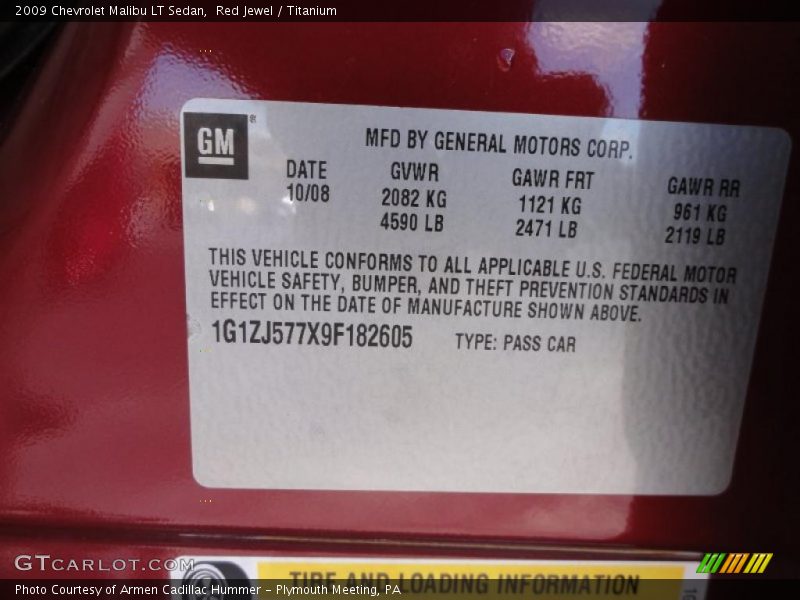 2009 Chevrolet Malibu LT Sedan,  Red Jewel / Titanium
GM ®
MFD BY GENERAL MOTORS CORP.
DATE GVWR GAWR FRT GAWR RR
10/08 2082 KG 1121 KG 961 KG
4590 LB 2471 LB 2119 LB
THIS VEHICLE CONFORMS TO ALL APPLICABLE U.S. FEDERAL MOTOR
VEHICLE SAFETY, BUMPER, AND THEFT PREVENTION STANDARDS IN
EFFECT ON THE DATE OF MANUFACTURE SHOWN ABOVE.
1G1ZJ577X9F182605 TYPE: PASS CAR
TIRE AND LOADING INFORMATION
GTCARLOT.COM
Photo Courtesy of Armen Cadillac Hummer – Plymouth Meeting, PA